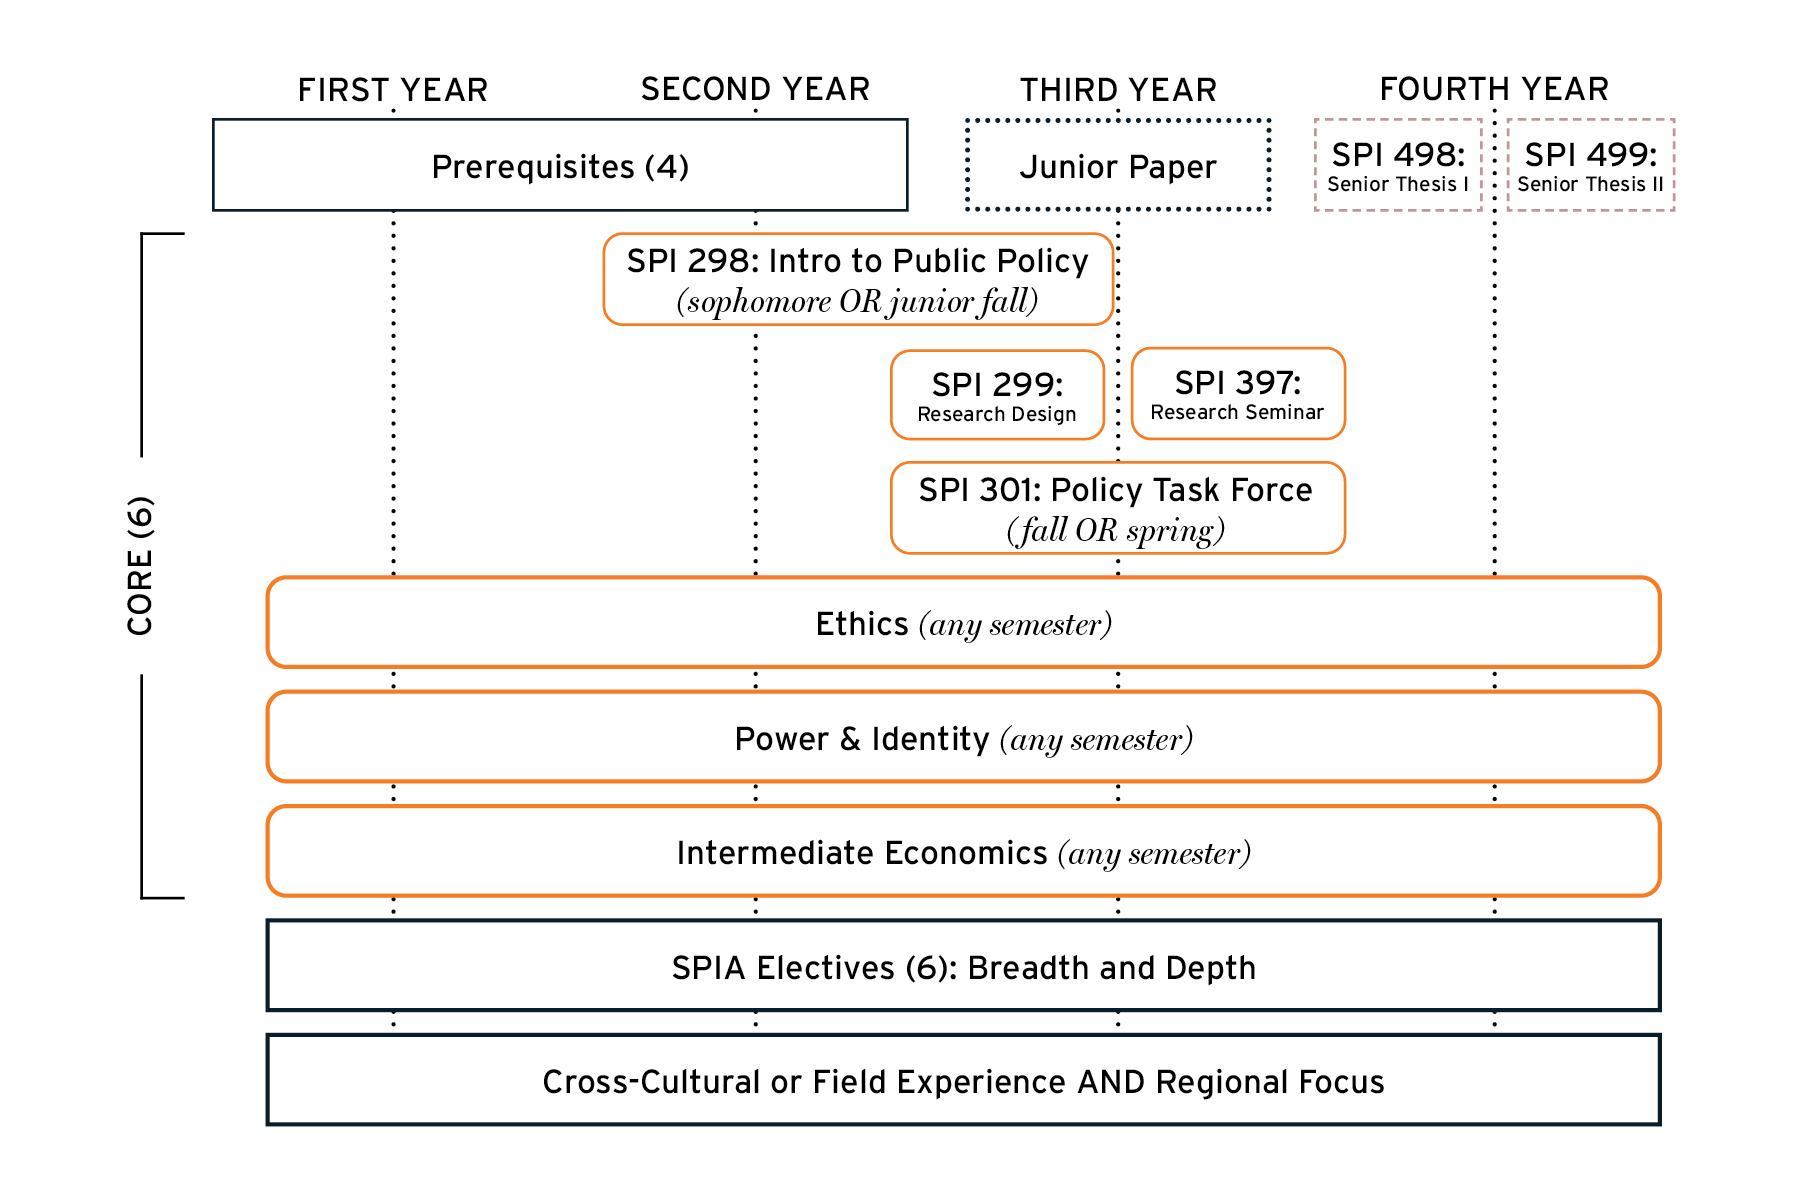 FIRST YEAR
SECOND YEAR
THIRD YEAR
FOURTH YEAR
Prerequisites (4)
Junior Paper
SPI 498:
Senior Thesis I
SPI 499:
Senior Thesis II
SPI 298: Intro to Public Policy
(sophomore OR junior fall)
SPI 299:
Research Design
SPI 397:
Research Seminar
SPI 301: Policy Task Force
(fall OR spring)
CORE (6)
Ethics (any semester)
Power & Identity (any semester)
Intermediate Economics (any semester)
SPIA Electives (6): Breadth and Depth
Cross-Cultural or Field Experience AND Regional Focus